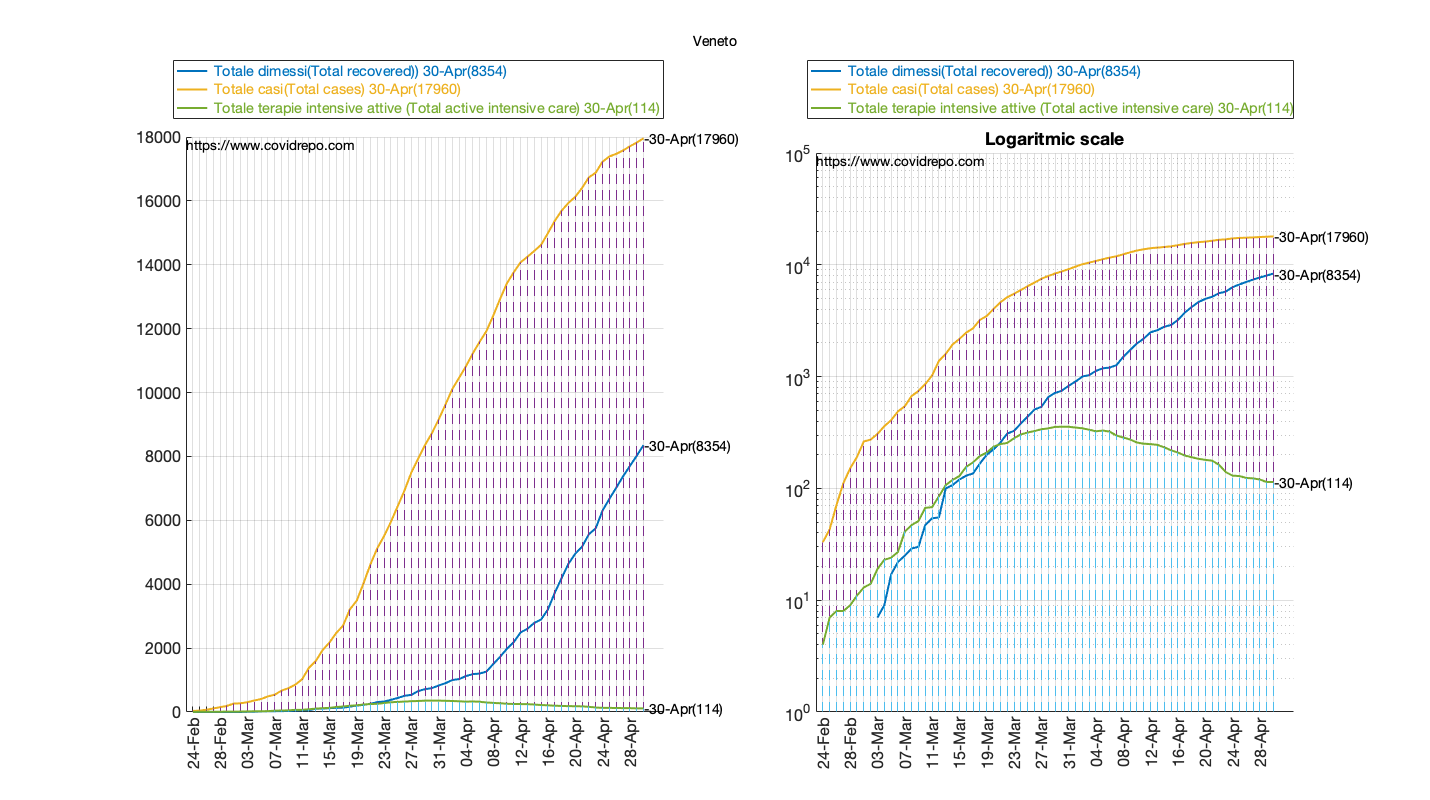 Veneto
Totale dimessi(Total recovered)) 30-Apr(8354)
Totale casi(Total cases) 30-Apr(17960)
Totale terapie intensive attive (Total active intensive care) 30-Apr(114)
18000
16000
14000
12000
10000
8000
6000
4000
2000
0
https://www.covidrepo.com
-30-Apr(17960)
-30-Apr(8354)
-30-Apr(114)
24-Feb
28-Feb
03-Mar
07-Mar
11-Mar
15-Mar
19-Mar
23-Mar
27-Mar
31-Mar
04-Apr
08-Apr
12-Apr
16-Apr
20-Apr
24-Apr
28-Apr
Totale dimessi(Total recovered)) 30-Apr(8354)
Totale casi(Total cases) 30-Apr(17960)
Totale terapie intensive attive (Total active intensive care) 30-Apr(114)
Logaritmic scale
10^5
10^4
10^3
10^2
10^1
10^0
https://www.covidrepo.com
-30-Apr(17960)
-30-Apr(8354)
-30-Apr(114)
24-Feb
28-Feb
03-Mar
07-Mar
11-Mar
15-Mar
19-Mar
23-Mar
27-Mar
31-Mar
04-Apr
08-Apr
12-Apr
16-Apr
20-Apr
24-Apr
28-Apr